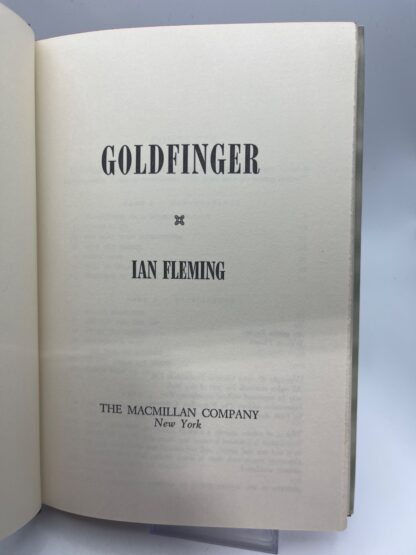 GOLDFINGER
IAN FLEMING
THE MACMILLAN COMPANY
New York